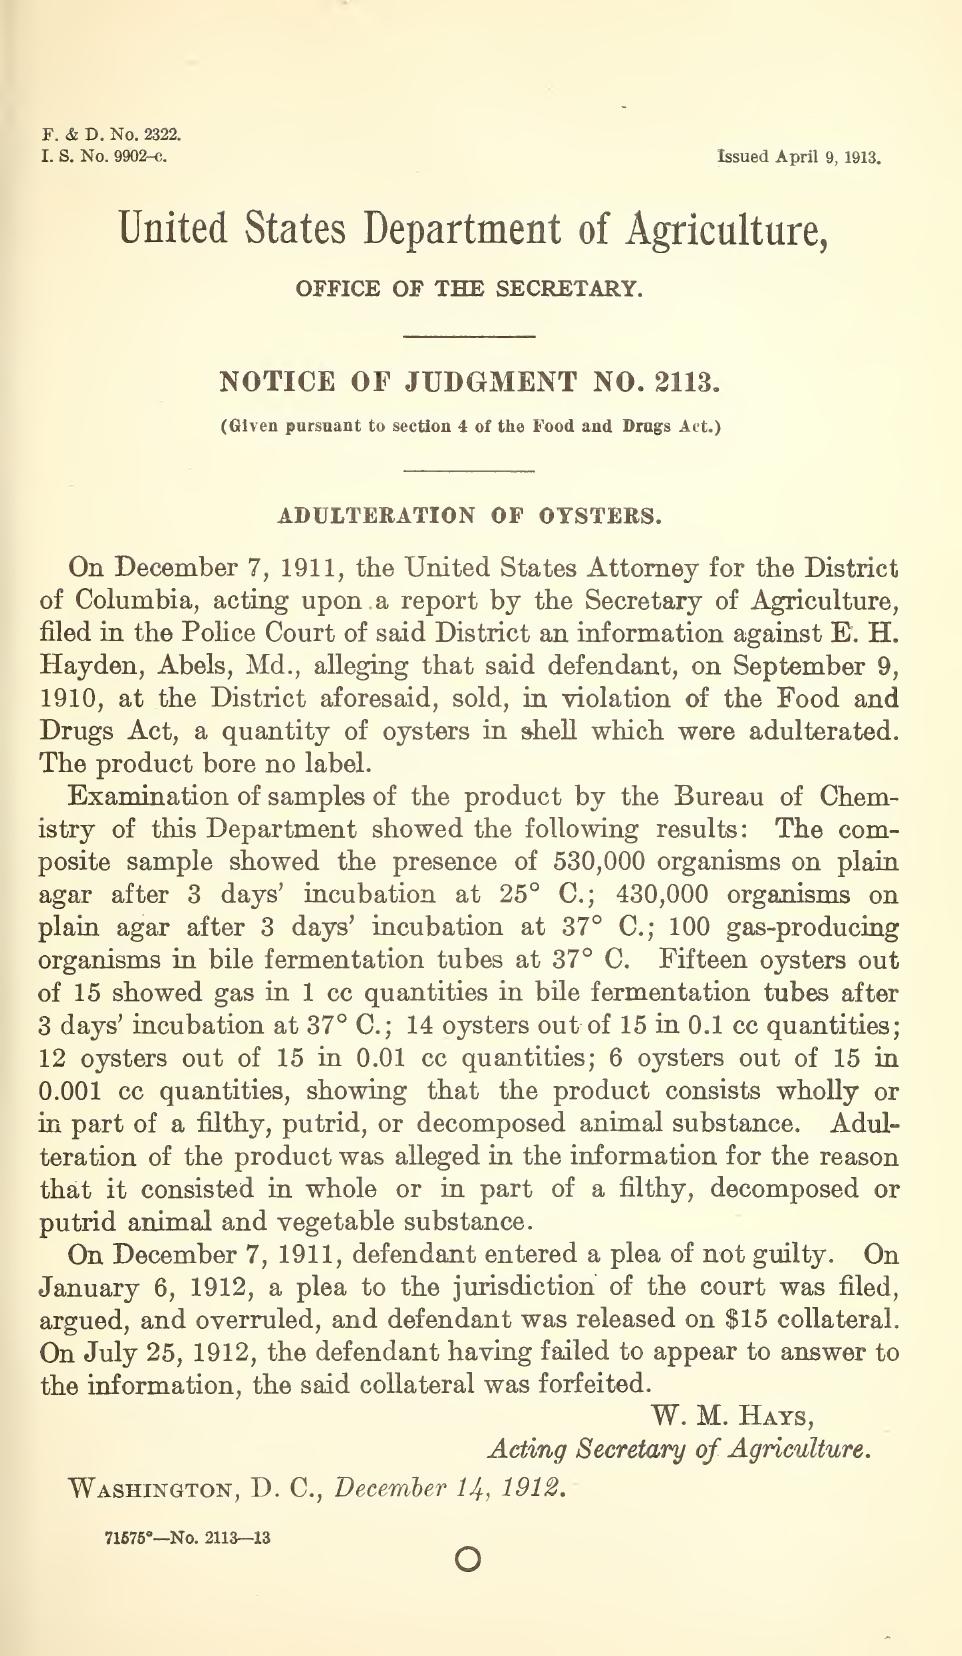 F. & D. No. 2322.
I. S. No. 9902–c.
Issued April 9, 1913.
United States Department of Agriculture,
OFFICE OF THE SECRETARY.
NOTICE OF JUDGMENT NO. 2113.
(Given pursuant to section 4 of the Food and Drugs Act.)
ADULTERATION OF OYSTERS.
On December 7, 1911, the United States Attorney for the District
of Columbia, acting upon a report by the Secretary of Agriculture,
filed in the Police Court of said District an information against E. H.
Hayden, Abels, Md., alleging that said defendant, on September 9,
1910, at the District aforesaid, sold, in violation of the Food and
Drugs Act, a quantity of oysters in shell which were adulterated.
The product bore no label.
Examination of samples of the product by the Bureau of Chem-
istry of this Department showed the following results: The com-
posite sample showed the presence of 530,000 organisms on plain
agar after 3 days' incubation at 25° C.; 430,000 organisms on
plain agar after 3 days' incubation at 37° C.; 100 gas-producing
organisms in bile fermentation tubes at 37° C. Fifteen oysters out
of 15 showed gas in 1 cc quantities in bile fermentation tubes after
3 days' incubation at 37° C.; 14 oysters out of 15 in 0.1 cc quantities;
12 oysters out of 15 in 0.01 cc quantities; 6 oysters out of 15 in
0.001 cc quantities, showing that the product consists wholly or
in part of a filthy, putrid, or decomposed animal substance. Adul-
teration of the product was alleged in the information for the reason
that it consisted in whole or in part of a filthy, decomposed or
putrid animal and vegetable substance.
On December 7, 1911, defendant entered a plea of not guilty. On
January 6, 1912, a plea to the jurisdiction of the court was filed,
argued, and overruled, and defendant was released on $15 collateral.
On July 25, 1912, the defendant having failed to appear to answer to
the information, the said collateral was forfeited.
W. M. HAYS,
Acting Secretary of Agriculture.
WASHINGTON, D. C., December 14, 1912.
71575°—No. 2113—13